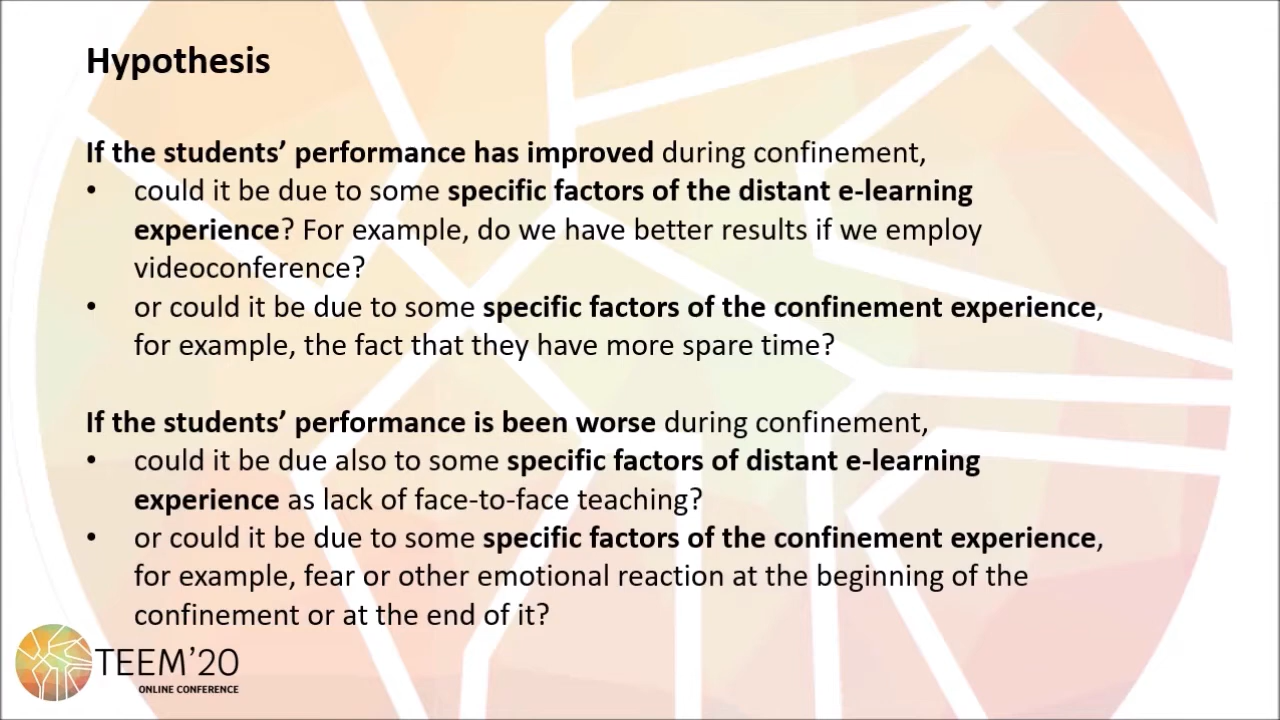 Hypothesis
If the students’ performance has improved during confinement,
• could it be due to some specific factors of the distant e-learning
experience? For example, do we have better results if we employ
videoconference?
• or could it be due to some specific factors of the confinement experience,
for example, the fact that they have more spare time?
If the students’ performance is been worse during confinement,
• could it be due also to some specific factors of distant e-learning
experience as lack of face-to-face teaching?
• or could it be due to some specific factors of the confinement experience,
for example, fear or other emotional reaction at the beginning of the
confinement or at the end of it?
TEEM’20
ONLINE CONFERENCE